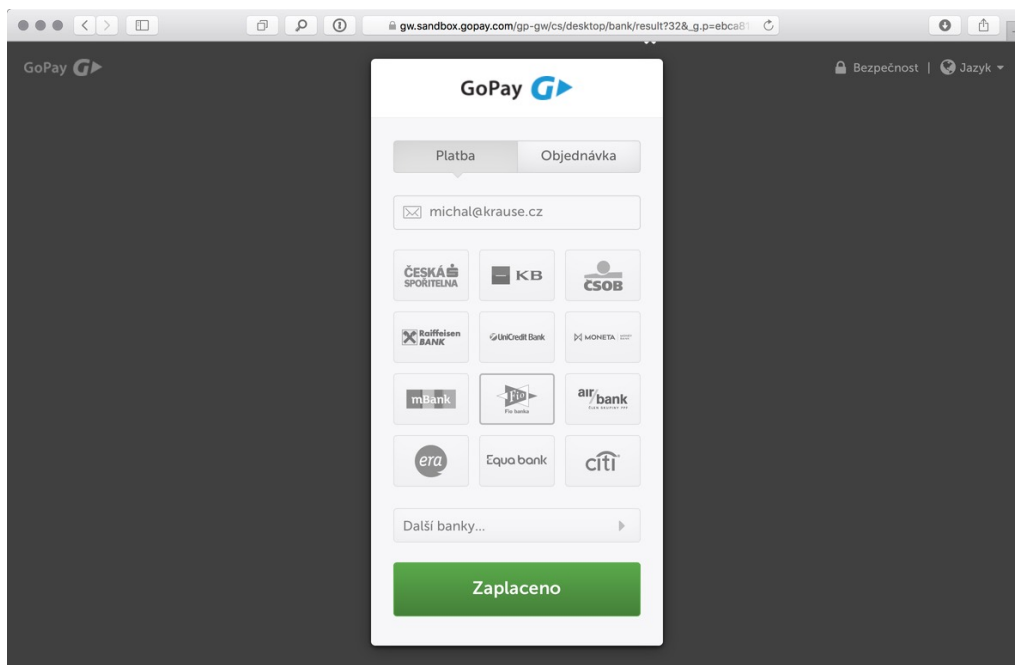 gw.sandbox.gopay.com/gp-gw/cs/desktop/bank/result?32&_g.p=ebca81
GoPay
Bezpečnost | Jazyk
GoPay
Platba Objednávka
michal@krause.cz
ČESKÁ
SPOŘITELNA
KB
ČSOB
Raiffeisen
BANK
UniCredit Bank
MONETA
mBank
Fio
Fio banka
air bank
era
Equa bank
citi
Další banky...
Zaplaceno